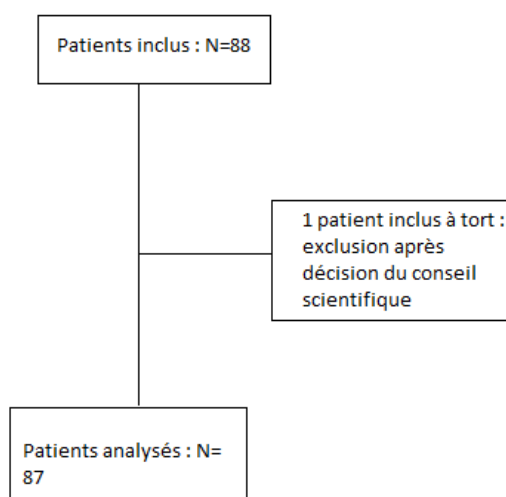 Patients inclus : N=88
1 patient inclus à tort :
exclusion après
décision du conseil
scientifique
Patients analysés : N=
87